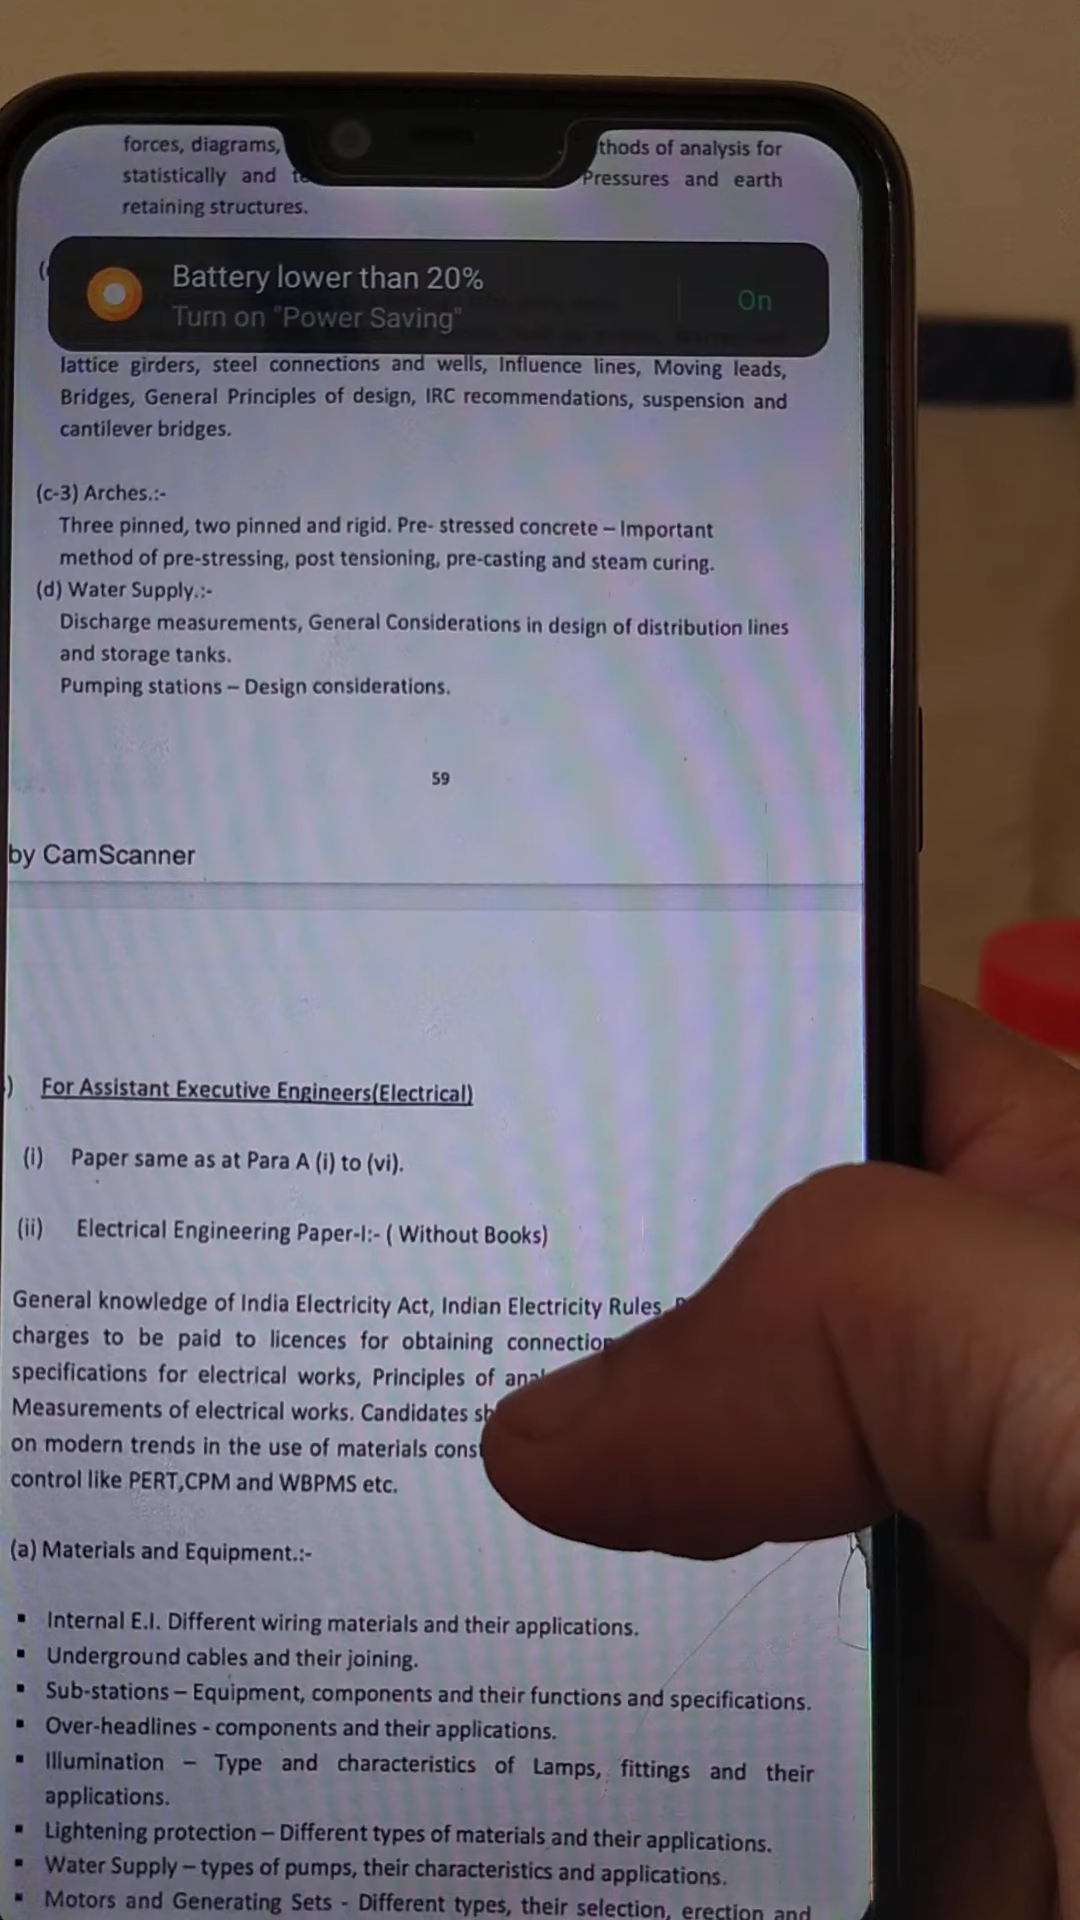 forces, diagrams, thods of analysis for
statistically and Pressures and earth
retaining structures.
Battery lower than 20%
Turn on "Power Saving"
On
lattice girders, steel connections and wells, Influence lines, Moving leads,
Bridges, General Principles of design, IRC recommendations, suspension and
cantilever bridges.
(c-3) Arches.:-
Three pinned, two pinned and rigid. Pre- stressed concrete – Important
method of pre-stressing, post tensioning, pre-casting and steam curing.
(d) Water Supply.:-
Discharge measurements, General Considerations in design of distribution lines
and storage tanks.
Pumping stations – Design considerations.
59
by CamScanner
) For Assistant Executive Engineers(Electrical)
(i) Paper same as at Para A (i) to (vi).
(ii) Electrical Engineering Paper-I:- ( Without Books)
General knowledge of India Electricity Act, Indian Electricity Rules,
charges to be paid to licences for obtaining connection
specifications for electrical works, Principles of
Measurements of electrical works. Candidates
on modern trends in the use of materials
control like PERT,CPM and WBPMS etc.
(a) Materials and Equipment.:-
▪ Internal E.I. Different wiring materials and their applications.
▪ Underground cables and their joining.
▪ Sub-stations – Equipment, components and their functions and specifications.
▪ Over-headlines - components and their applications.
▪ Illumination – Type and characteristics of Lamps, fittings and their
applications.
▪ Lightening protection – Different types of materials and their applications.
▪ Water Supply – types of pumps, their characteristics and applications.
▪ Motors and Generating Sets - Different types, their selection, erection and